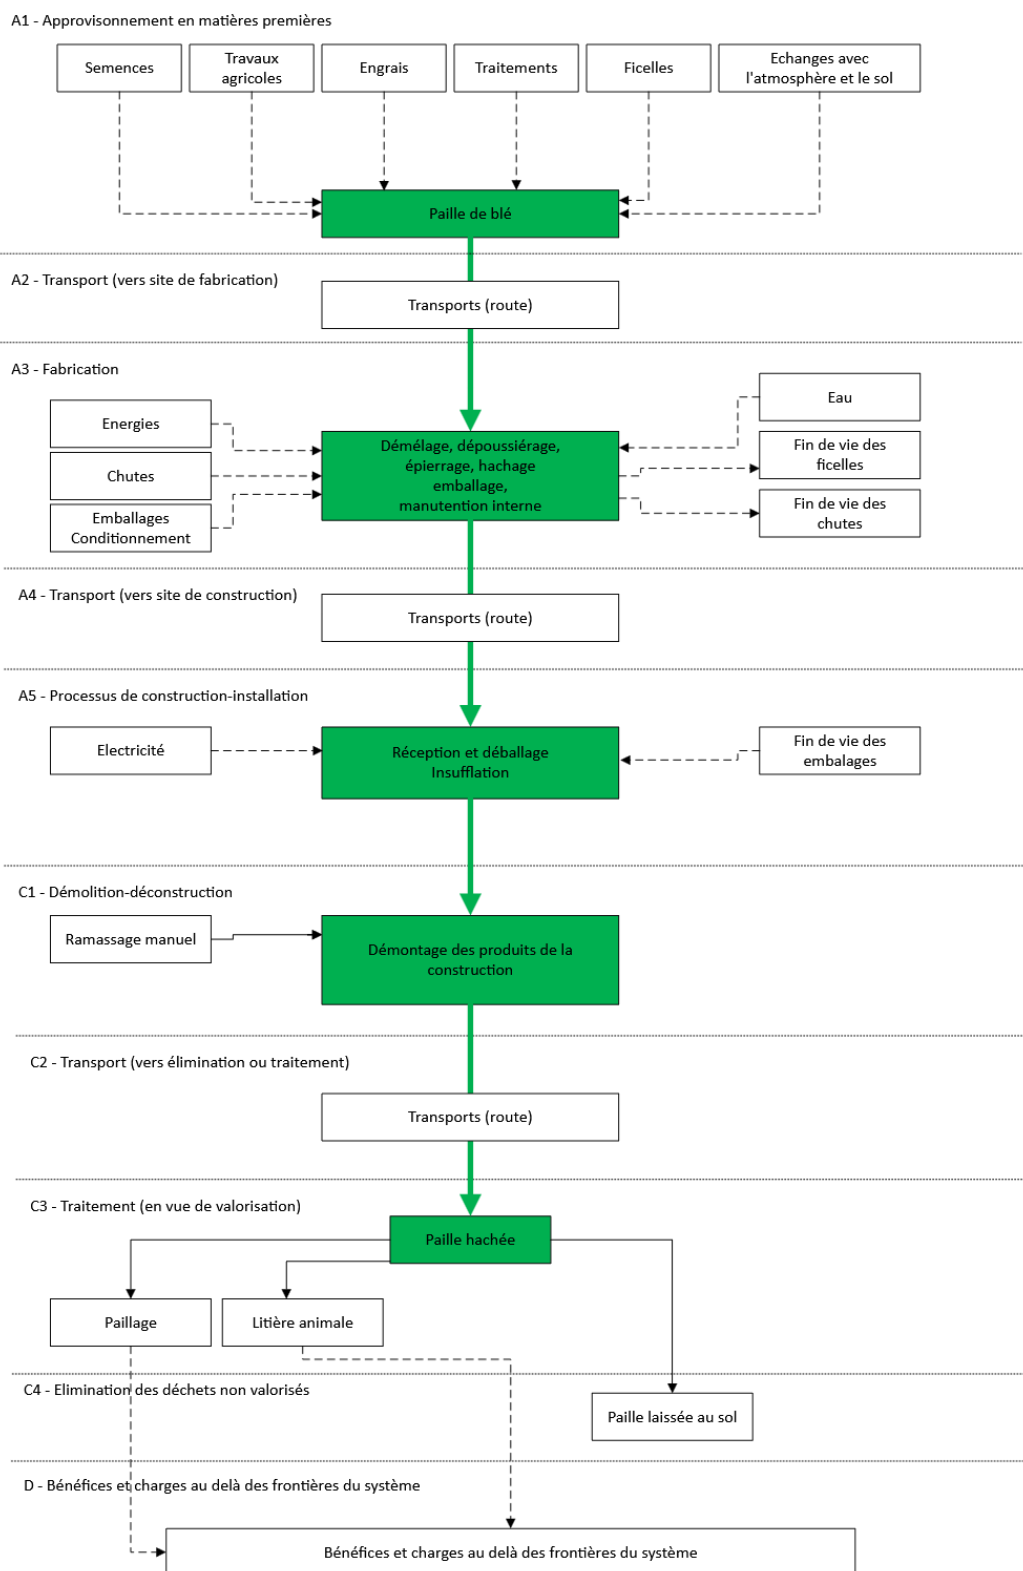 A1 - Approvisonnement en matières premières
Semences
Travaux
agricoles
Engrais
Traitements
Ficelles
Echanges avec
l'atmosphère et le sol
Paille de blé
A2 - Transport (vers site de fabrication)
Transports (route)
A3 - Fabrication
Energies
Chutes
Emballages
Conditionnement
Démélage, dépoussiérage,
épierrage, hachage
emballage,
manutention interne
Eau
Fin de vie des
ficelles
Fin de vie des
chutes
A4 - Transport (vers site de construction)
Transports (route)
A5 - Processus de construction-installation
Electricité
Réception et déballage
Insufflation
Fin de vie des
embalages
C1 - Démolition-déconstruction
Ramassage manuel
Démontage des produits de la
construction
C2 - Transport (vers élimination ou traitement)
Transports (route)
C3 - Traitement (en vue de valorisation)
Paille hachée
Paillage
Litière animale
C4 - Elimination des déchets non valorisés
Paille laissée au sol
D - Bénéfices et charges au delà des frontières du système
Bénéfices et charges au delà des frontières du système